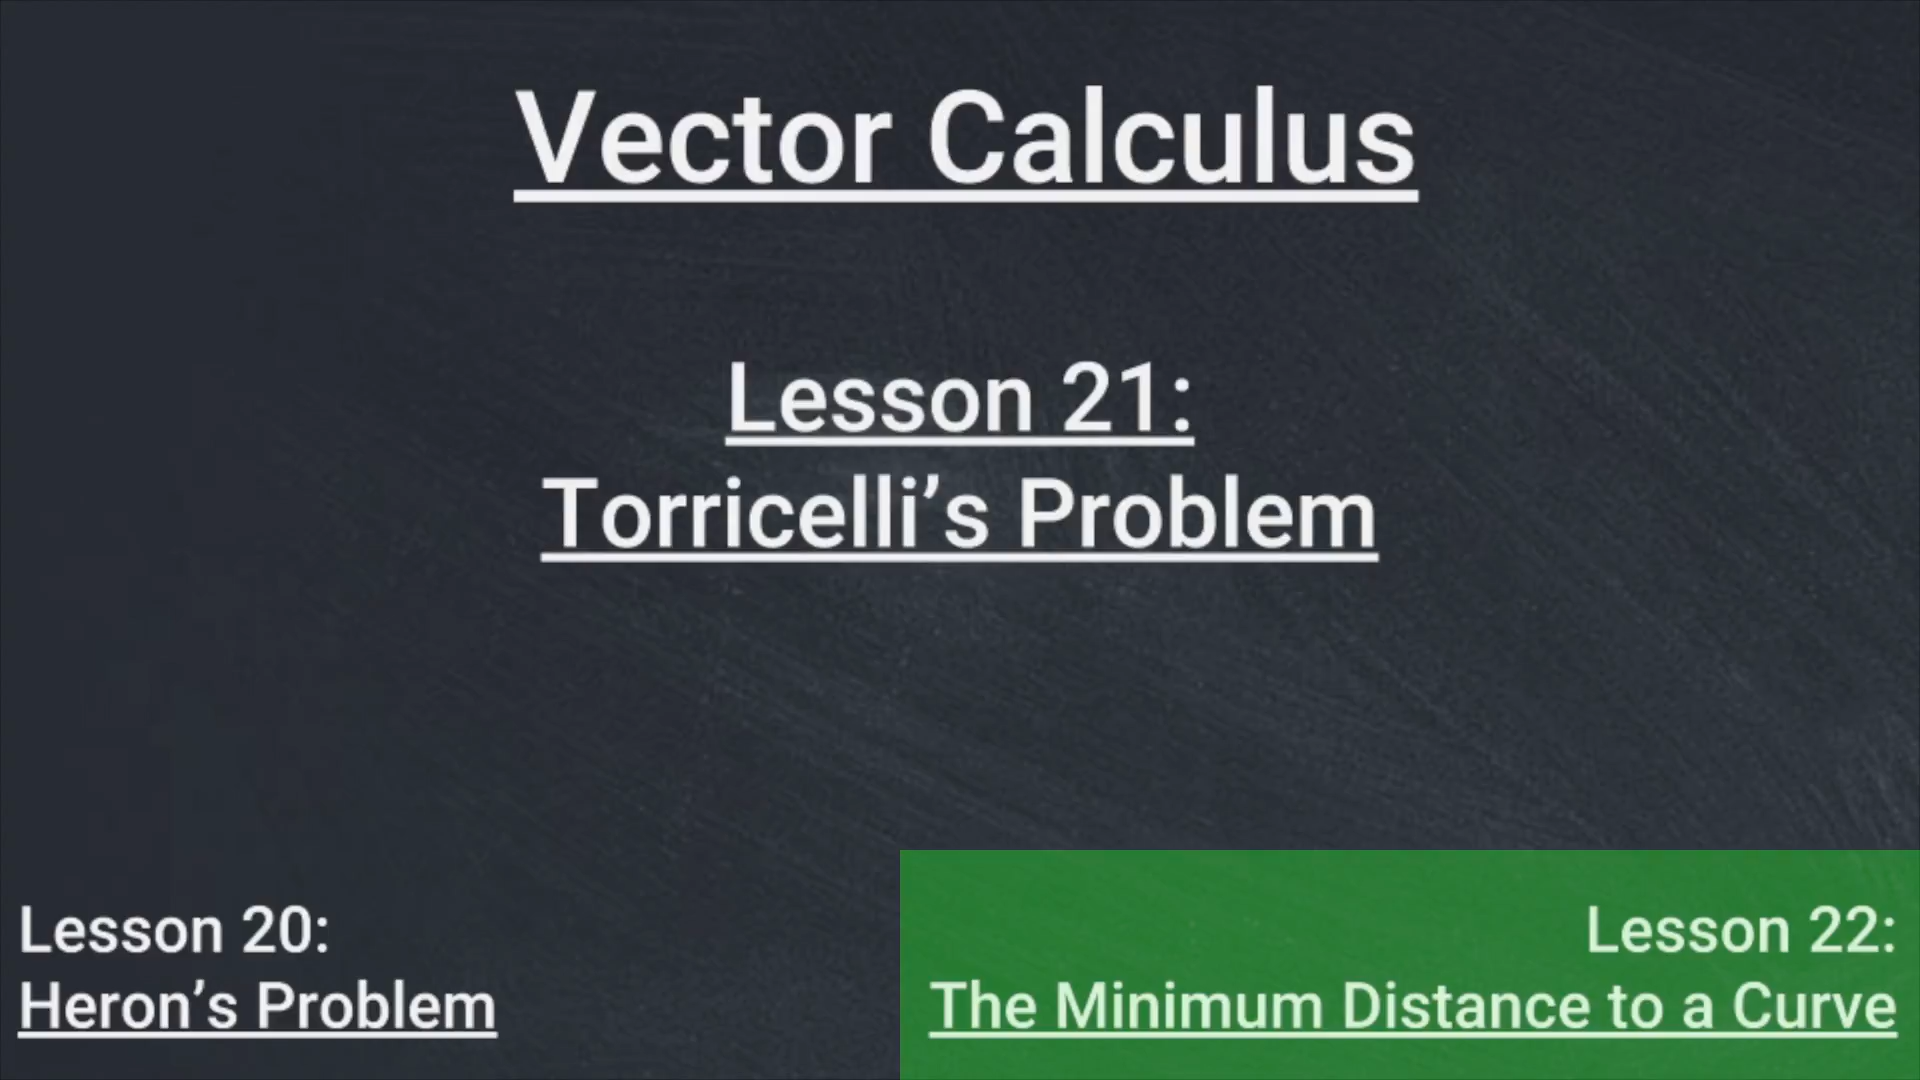 Vector Calculus
Lesson 21:
Torricelli’s Problem
Lesson 20:
Heron’s Problem
Lesson 22:
The Minimum Distance to a Curve